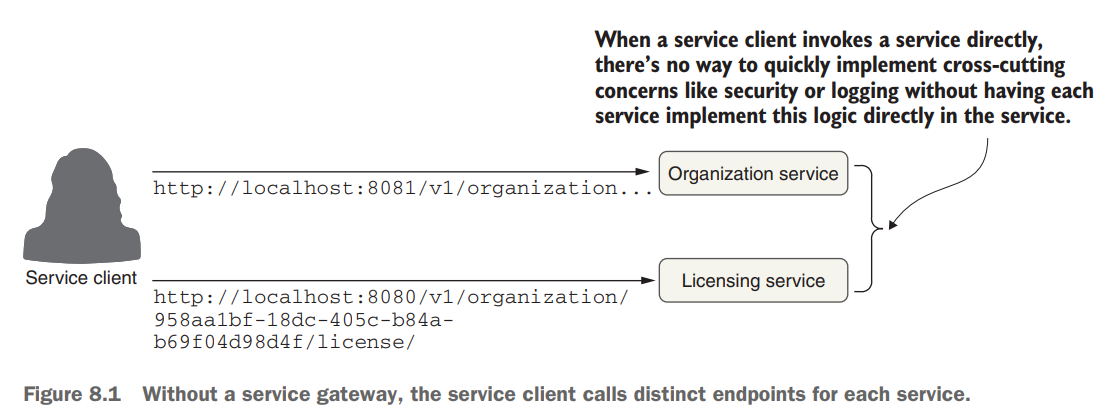 When a service client invokes a service directly,
there's no way to quickly implement cross-cutting
concerns like security or logging without having each
service implement this logic directly in the service.
Organization service
http://localhost:8081/v1/organization...
Service client
Licensing service
http://localhost:8080/v1/organization/
958aa1bf-18dc-405c-b84a-
b69f04d98d4f/license/
Figure 8.1 Without a service gateway, the service client calls distinct endpoints for each service.